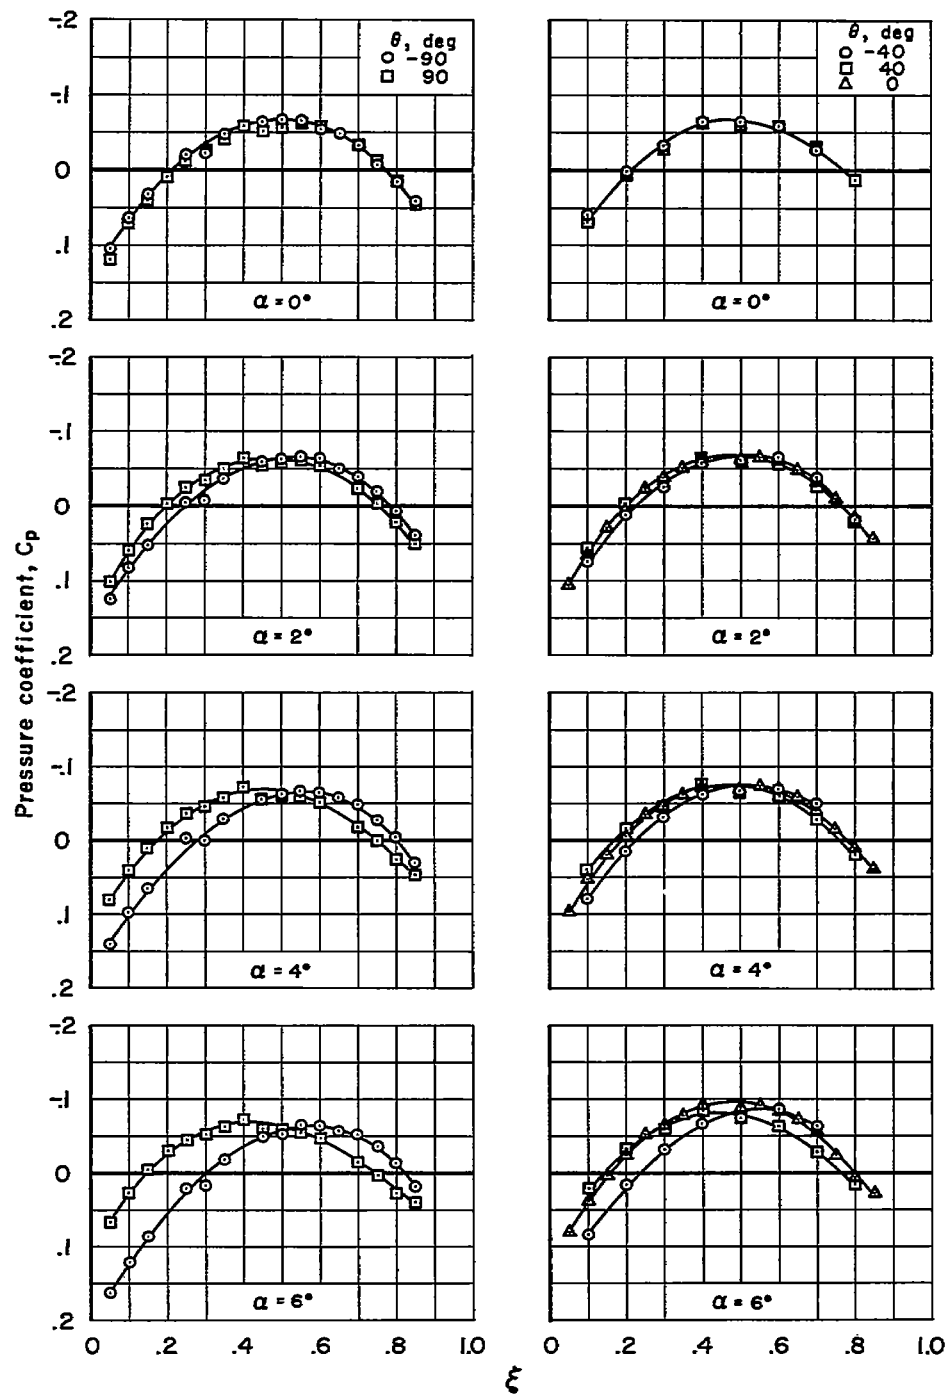 Pressure coefficient, Cp
-.2
-.1
0
.1
.2
θ, deg
-90
90
α = 0°
θ, deg
-40
40
0
α = 0°
-.2
-.1
0
.1
.2
α = 2°
α = 2°
-.2
-.1
0
.1
.2
α = 4°
α = 4°
-.2
-.1
0
.1
.2
α = 6°
α = 6°
0 .2 .4 .6 .8 1.0
0 .2 .4 .6 .8 1.0
ξ